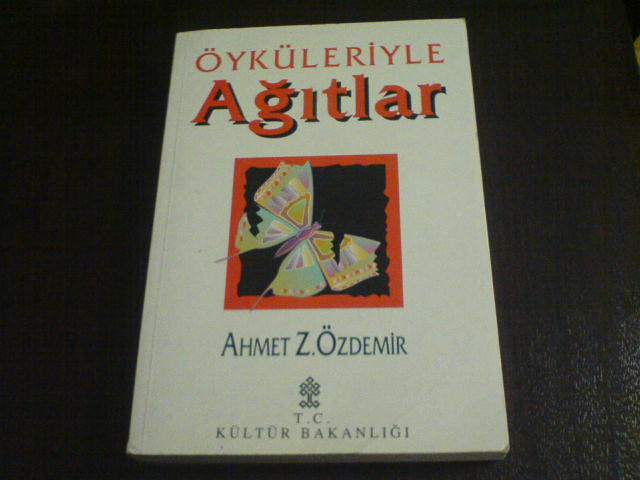 ÖYKÜLERİYLE
Ağıtlar
AHMET Z.ÖZDEMİR
T.C.
KÜLTÜR BAKANLIĞI